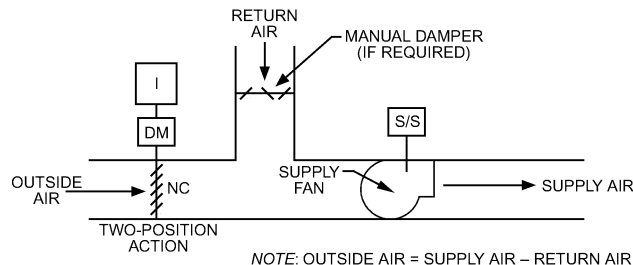 RETURN
AIR
MANUAL DAMPER
(IF REQUIRED)
I
DM
S/S
OUTSIDE
AIR
NC
SUPPLY
FAN
SUPPLY AIR
TWO-POSITION
ACTION
NOTE: OUTSIDE AIR = SUPPLY AIR – RETURN AIR